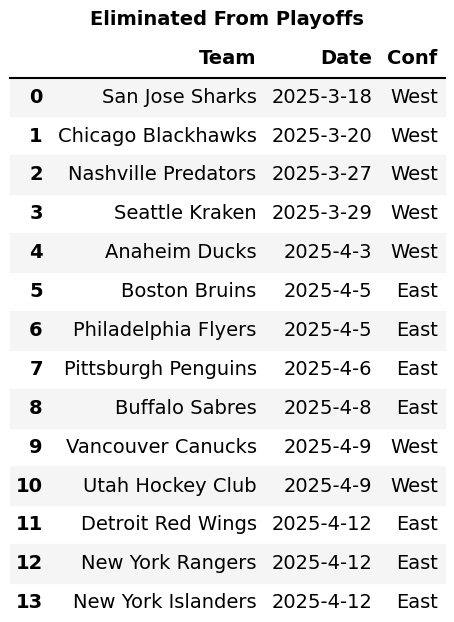 Eliminated From Playoffs
Team Date Conf
0 San Jose Sharks 2025-3-18 West
1 Chicago Blackhawks 2025-3-20 West
2 Nashville Predators 2025-3-27 West
3 Seattle Kraken 2025-3-29 West
4 Anaheim Ducks 2025-4-3 West
5 Boston Bruins 2025-4-5 East
6 Philadelphia Flyers 2025-4-5 East
7 Pittsburgh Penguins 2025-4-6 East
8 Buffalo Sabres 2025-4-8 East
9 Vancouver Canucks 2025-4-9 West
10 Utah Hockey Club 2025-4-9 West
11 Detroit Red Wings 2025-4-12 East
12 New York Rangers 2025-4-12 East
13 New York Islanders 2025-4-12 East